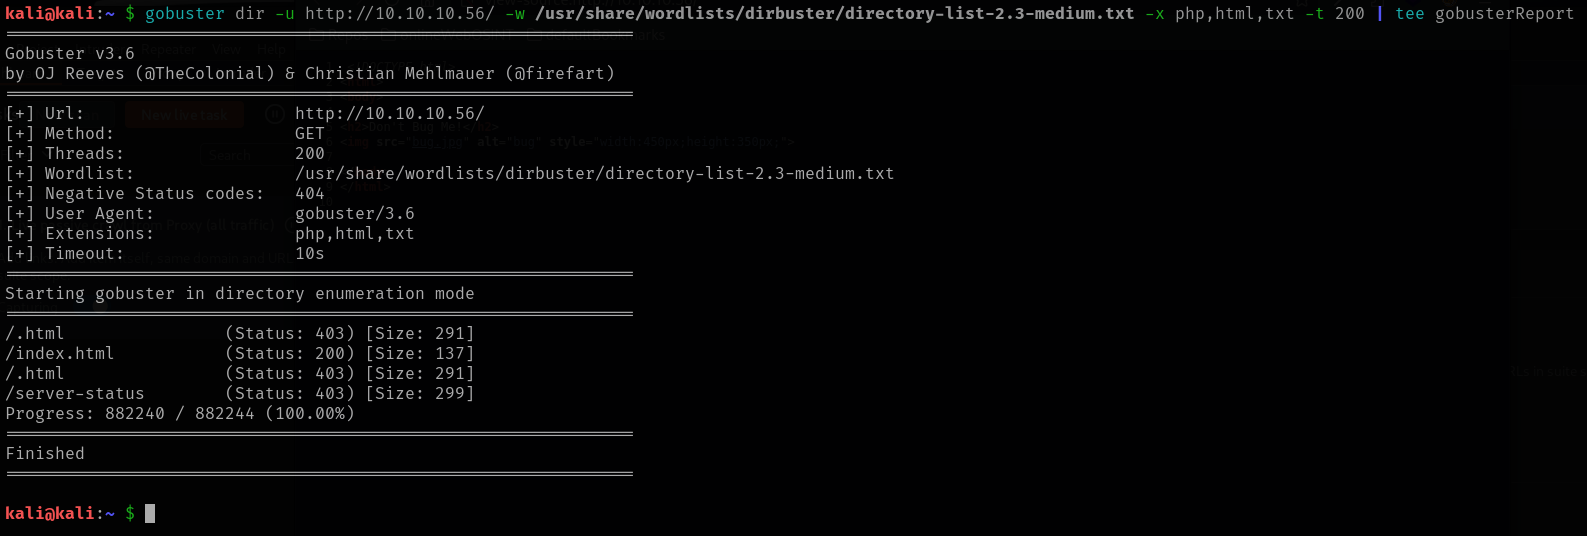 kali@kali:~ $ gobuster dir -u http://10.10.10.56/ -w /usr/share/wordlists/dirbuster/directory-list-2.3-medium.txt -x php,html,txt -t 200 | tee gobusterReport
===============================================================
Gobuster v3.6
by OJ Reeves (@TheColonial) & Christian Mehlmauer (@firefart)
===============================================================
[+] Url:                     http://10.10.10.56/
[+] Method:                  GET
[+] Threads:                 200
[+] Wordlist:                /usr/share/wordlists/dirbuster/directory-list-2.3-medium.txt
[+] Negative Status codes:   404
[+] User Agent:              gobuster/3.6
[+] Extensions:              php,html,txt
[+] Timeout:                 10s
===============================================================
Starting gobuster in directory enumeration mode
===============================================================
/.html                (Status: 403) [Size: 291]
/index.html           (Status: 200) [Size: 137]
/.html                (Status: 403) [Size: 291]
/server-status        (Status: 403) [Size: 299]
Progress: 882240 / 882244 (100.00%)
===============================================================
Finished
===============================================================
kali@kali:~ $